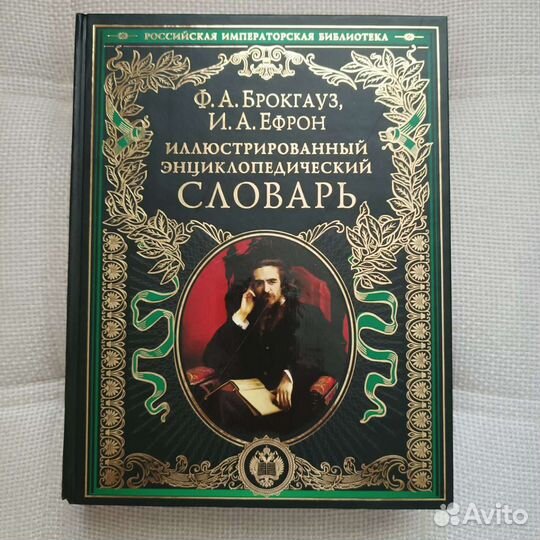 РОССИЙСКАЯ ИМПЕРАТОРСКАЯ БИБЛИОТЕКА
Ф. А. БРОКГАУЗ,
И. А. ЕФРОН
ИЛЛЮСТРИРОВАННЫЙ
ЭНЦИКЛОПЕДИЧЕСКИЙ
СЛОВАРЬ
Avito